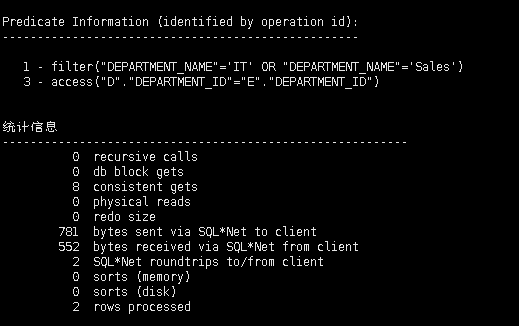 Predicate Information (identified by operation id):
---------------------------------------------------
1 - filter("DEPARTMENT_NAME"='IT' OR "DEPARTMENT_NAME"='Sales')
3 - access("D"."DEPARTMENT_ID"="E"."DEPARTMENT_ID")
统计信息
----------------------------------------------------------
0 recursive calls
0 db block gets
8 consistent gets
0 physical reads
0 redo size
781 bytes sent via SQL*Net to client
552 bytes received via SQL*Net from client
2 SQL*Net roundtrips to/from client
0 sorts (memory)
0 sorts (disk)
2 rows processed